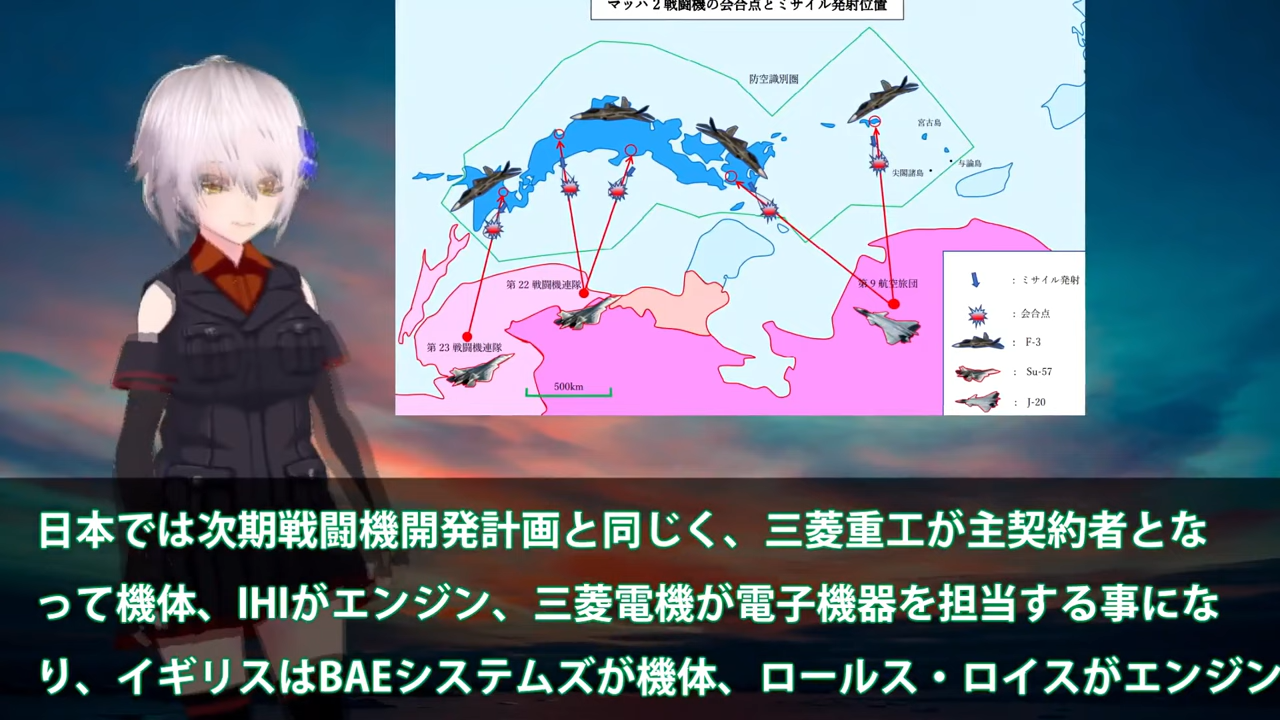 マッハ2戦闘機の会合点とミサイル発射位置
防空識別圏
宮古島
与論島
尖閣諸島
第22戦闘機連隊
第9航空旅団
第23戦闘機連隊
500km
：ミサイル発射
：会合点
： F-3
： Su-57
： J-20
日本では次期戦闘機開発計画と同じく、三菱重工が主契約者とな
って機体、IHIがエンジン、三菱電機が電子機器を担当する事にな
り、イギリスはBAEシステムズが機体、ロールス・ロイスがエンジン